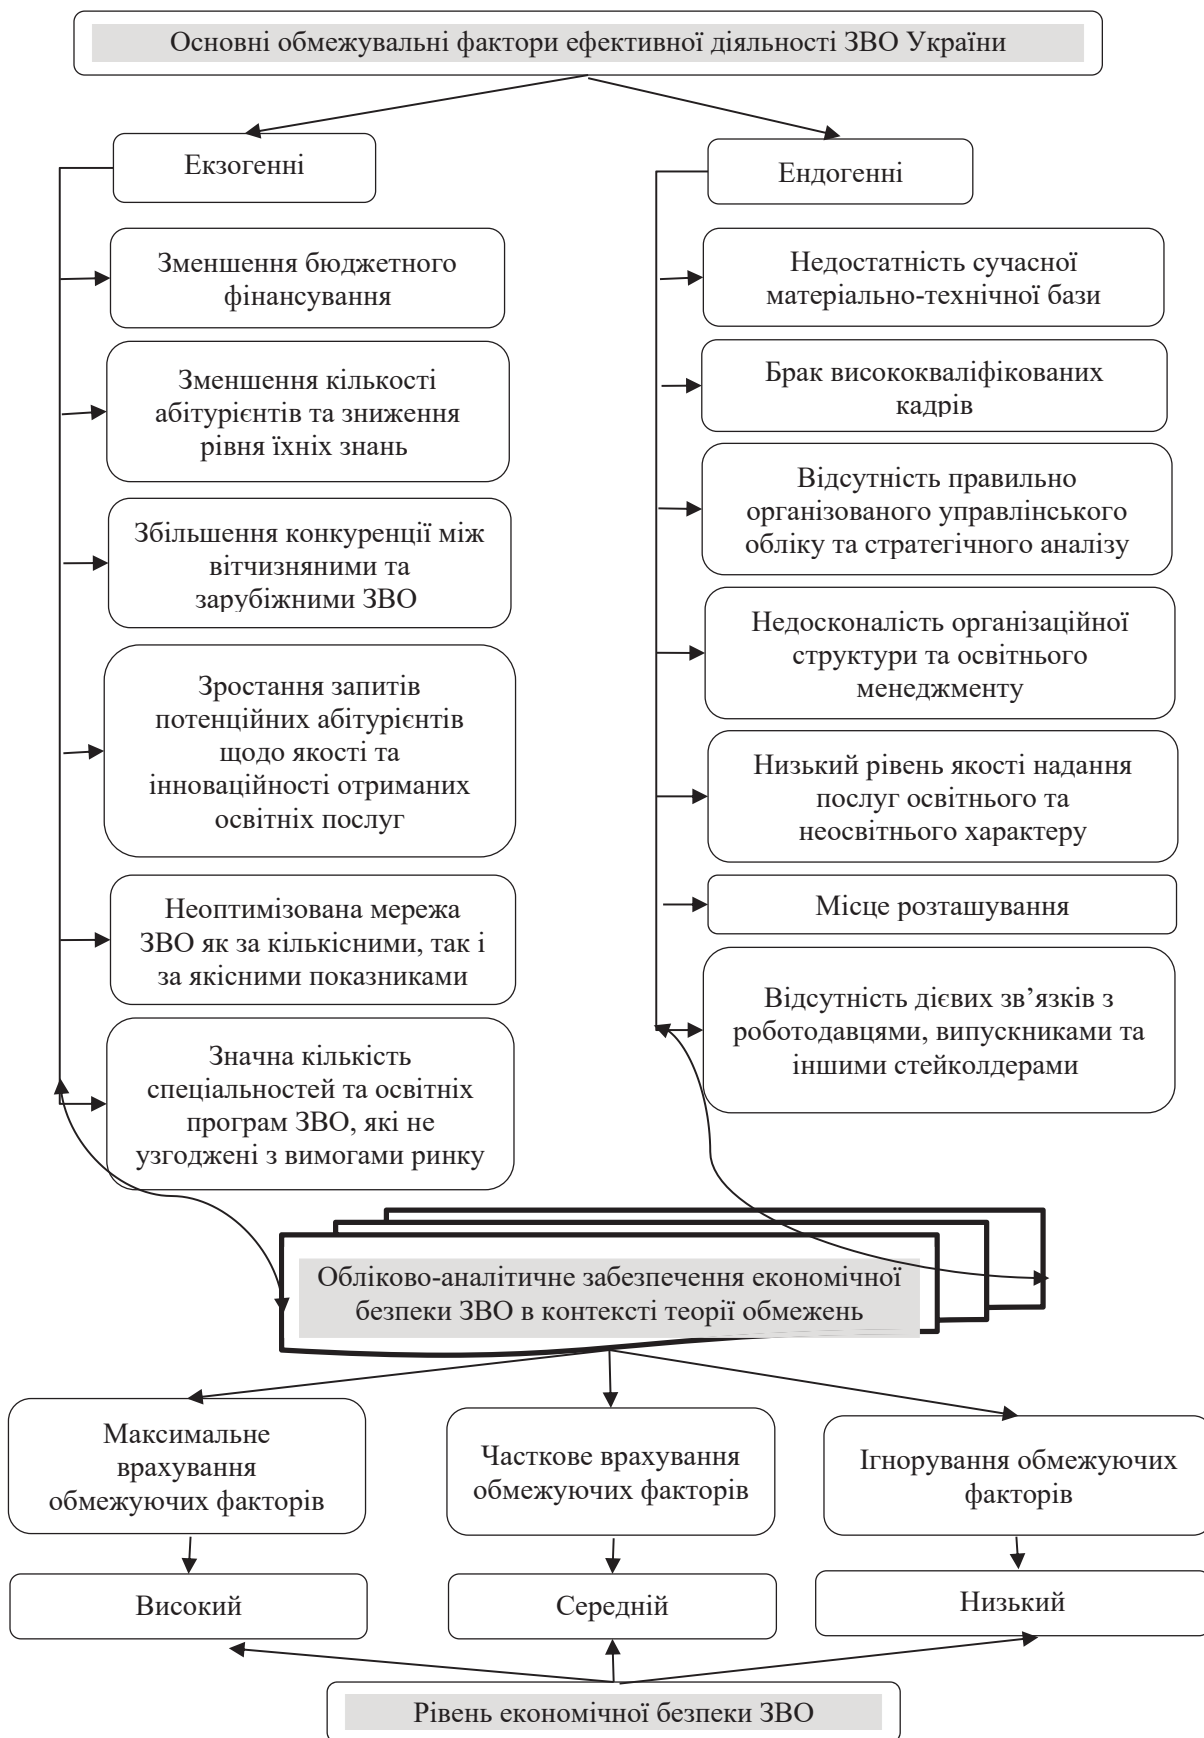 Основні обмежувальні фактори ефективної діяльності ЗВО України
Екзогенні
Зменшення бюджетного
фінансування
Зменшення кількості
абітурієнтів та зниження
рівня їхніх знань
Збільшення конкуренції між
вітчизняними та
зарубіжними ЗВО
Зростання запитів
потенційних абітурієнтів
щодо якості та
інноваційності отриманих
освітніх послуг
Неоптимізована мережа
ЗВО як за кількісними, так і
за якісними показниками
Значна кількість
спеціальностей та освітніх
програм ЗВО, які не
узгоджені з вимогами ринку
Ендогенні
Недостатність сучасної
матеріально-технічної бази
Брак висококваліфікованих
кадрів
Відсутність правильно
організованого управлінського
обліку та стратегічного аналізу
Недосконалість організаційної
структури та освітнього
менеджменту
Низький рівень якості надання
послуг освітнього та
неосвітнього характеру
Місце розташування
Відсутність дієвих зв’язків з
роботодавцями, випускниками та
іншими стейколдерами
Обліково-аналітичне забезпечення економічної
безпеки ЗВО в контексті теорії обмежень
Максимальне
врахування
обмежуючих факторів
Часткове врахування
обмежуючих факторів
Ігнорування обмежуючих
факторів
Високий
Середній
Низький
Рівень економічної безпеки ЗВО